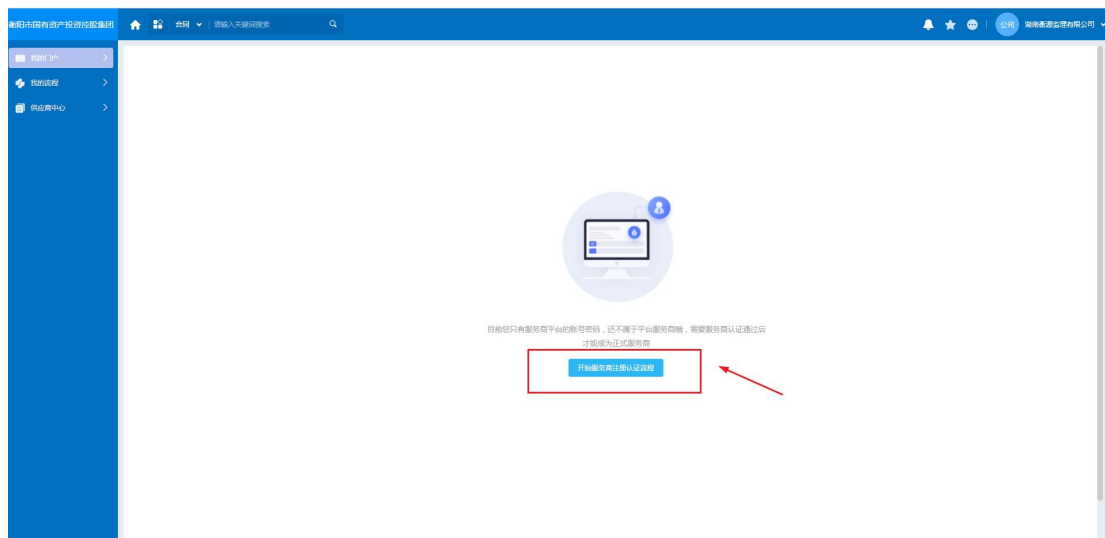 衡阳市国有资产投资控股集团
合同
请输入关键词搜索
公司
湖南衡源监理有限公司
我的门户
我的流程
供应商中心
目前您只有服务商平台的账号密码，还不属于平台服务商哦，需要服务商认证通过后
才能成为正式服务商
开始服务商注册认证流程